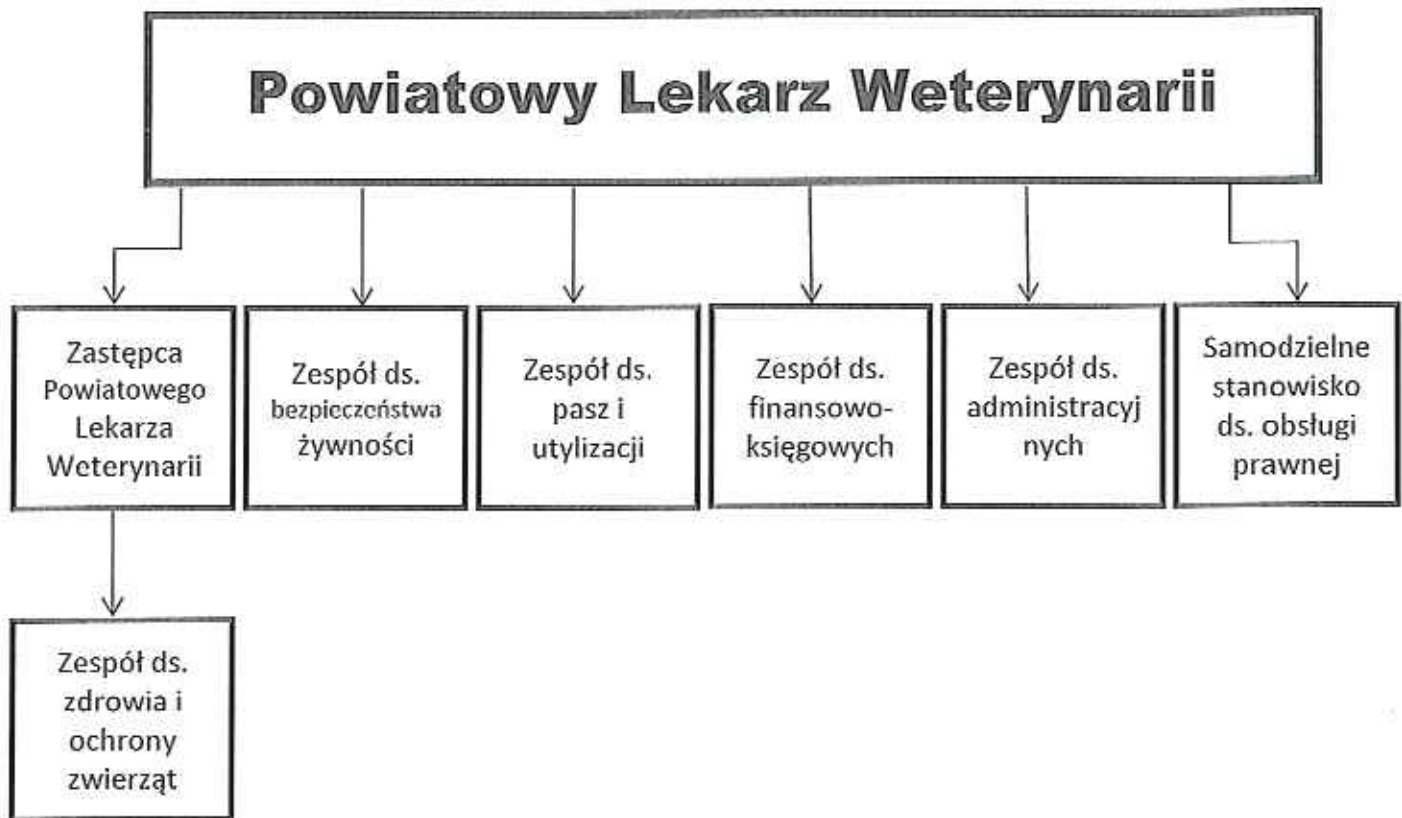 Powiatowy Lekarz Weterynarii
Zastępca
Powiatowego
Lekarza
Weterynarii
Zespół ds.
bezpieczeństwa
żywności
Zespół ds.
pasz i
utylizacji
Zespół ds.
finansowo-
księgowych
Zespół ds.
administracyj
nych
Samodzielne
stanowisko
ds. obsługi
prawnej
Zespół ds.
zdrowia i
ochrony
zwierząt